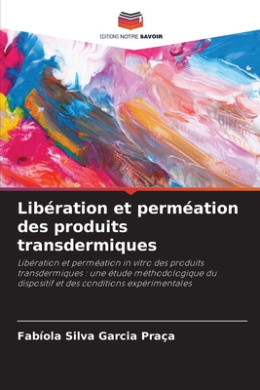 EDITIONS NOTRE SAVOIR
Libération et perméation
des produits
transdermiques
Libération et perméation in vitro des produits
transdermiques : une étude méthodologique du
dispositif et des conditions expérimentales
Fabíola Silva Garcia Praça